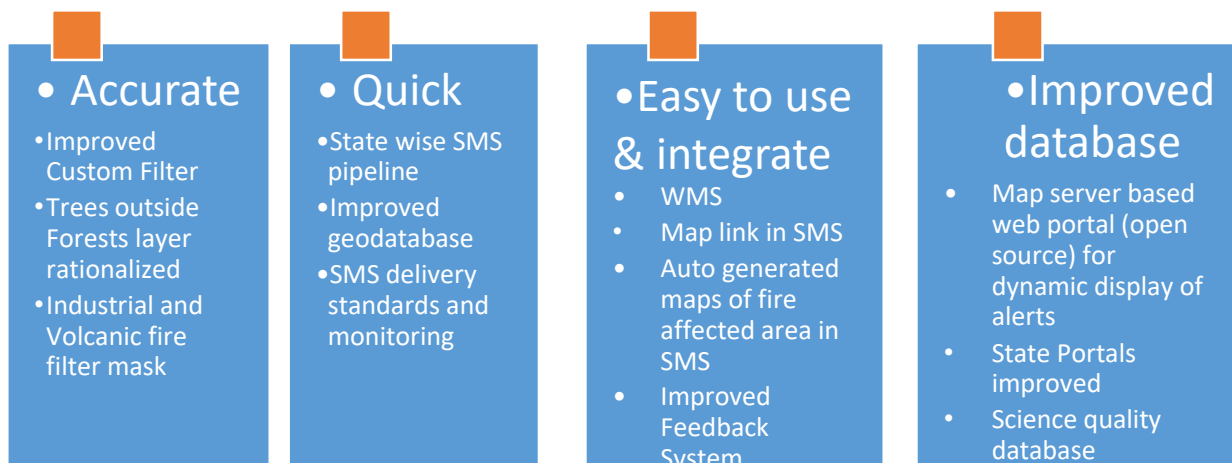 • Accurate
•Improved
Custom Filter
•Trees outside
Forests layer
rationalized
•Industrial and
Volcanic fire
filter mask
• Quick
•State wise SMS
pipeline
•Improved
geodatabase
•SMS delivery
standards and
monitoring
•Easy to use
& integrate
• WMS
• Map link in SMS
• Auto generated
maps of fire
affected area in
SMS
• Improved
Feedback
System
•Improved
database
• Map server based
web portal (open
source) for
dynamic display of
alerts
• State Portals
improved
• Science quality
database